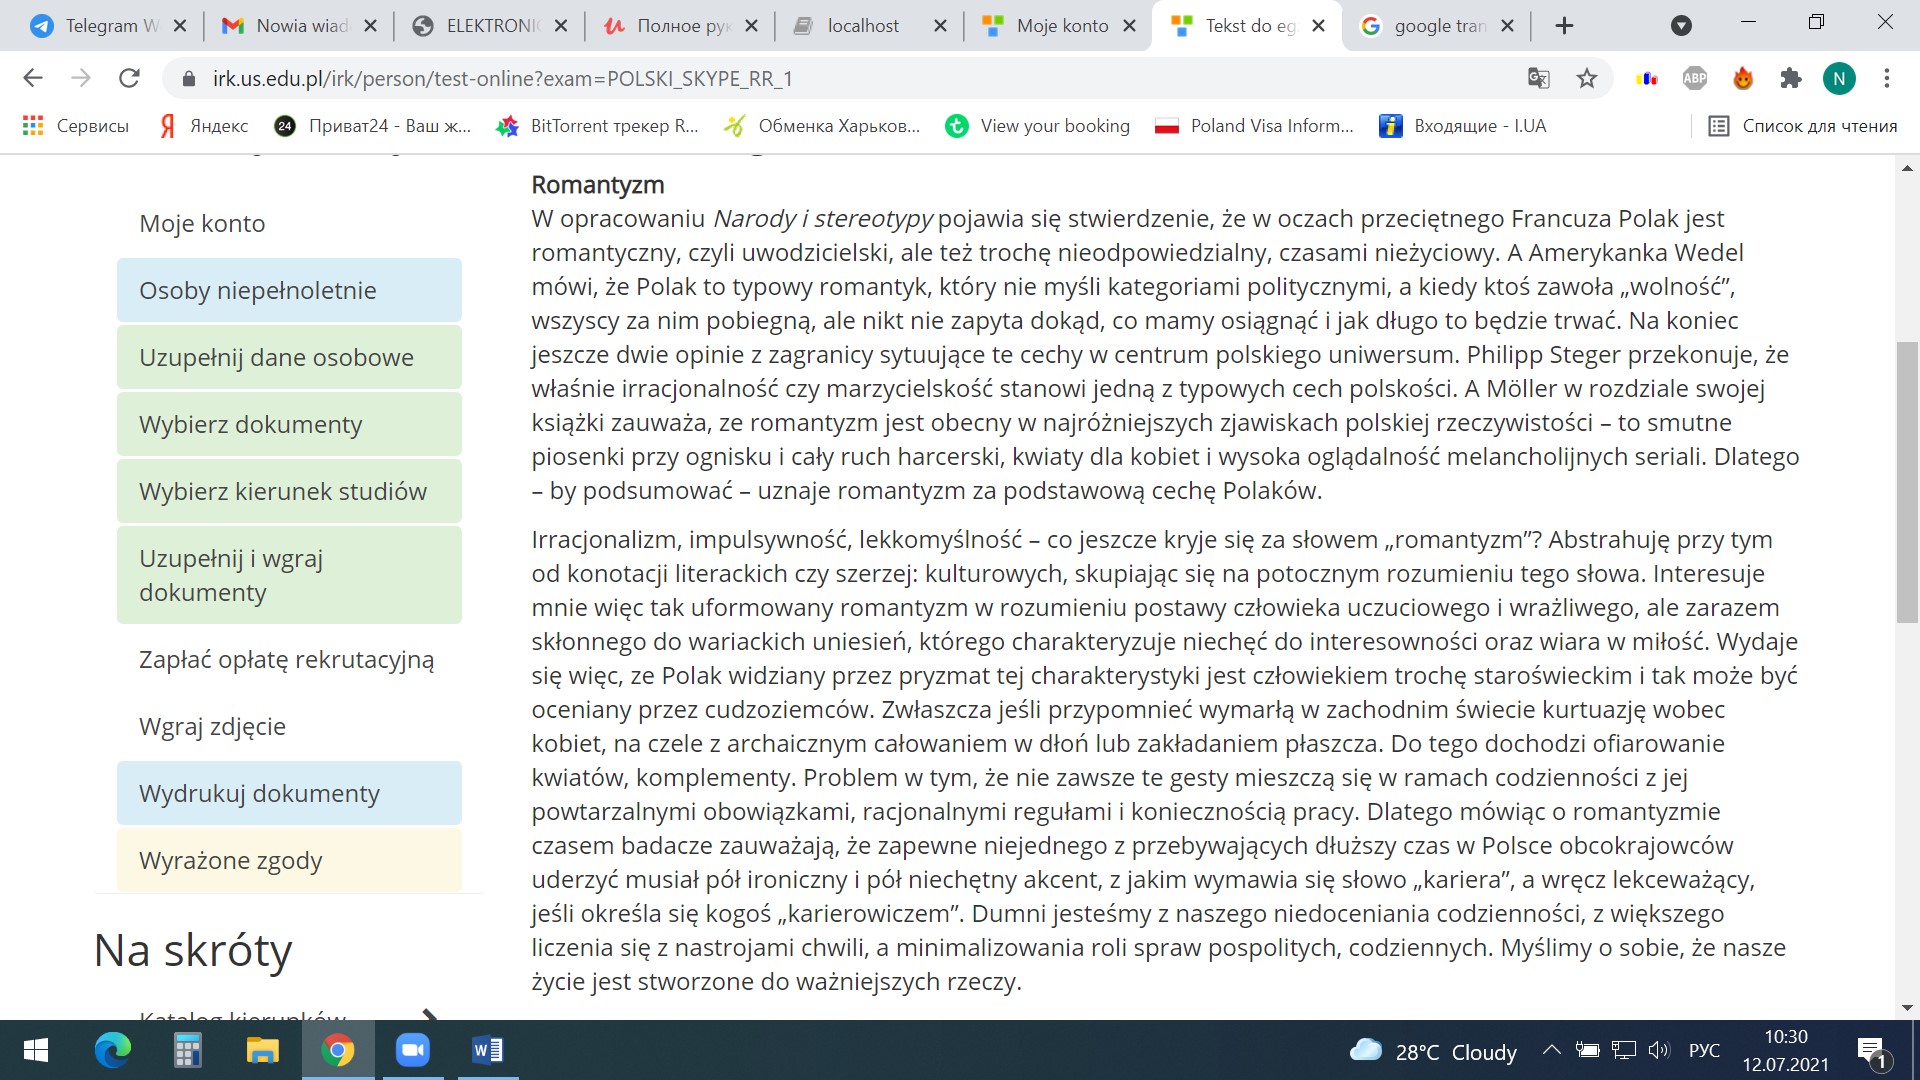 Telegram W
Nowia wiad
ELEKTRONIC
Полное рук
localhost
Moje konto
Tekst do eg
google tran
irk.us.edu.pl/irk/person/test-online?exam=POLSKI_SKYPE_RR_1
ABP
N
Сервисы
Яндекс
24
Приват24 - Ваш ж...
BitTorrent трекер R...
Обменка Харьков...
View your booking
Poland Visa Inform...
Входящие - I.UA
Список для чтения
Moje konto
Osoby niepełnoletnie
Uzupełnij dane osobowe
Wybierz dokumenty
Wybierz kierunek studiów
Uzupełnij i wgraj
dokumenty
Zapłać opłatę rekrutacyjną
Wgraj zdjęcie
Wydrukuj dokumenty
Wyrażone zgody
Na skróty
Katalog kierunków
Romantyzm
W opracowaniu Narody i stereotypy pojawia się stwierdzenie, że w oczach przeciętnego Francuza Polak jest
romantyczny, czyli uwodzicielski, ale też trochę nieodpowiedzialny, czasami nieżyciowy. A Amerykanka Wedel
mówi, że Polak to typowy romantyk, który nie myśli kategoriami politycznymi, a kiedy ktoś zawoła „wolność”,
wszyscy za nim pobiegną, ale nikt nie zapyta dokąd, co mamy osiągnąć i jak długo to będzie trwać. Na koniec
jeszcze dwie opinie z zagranicy sytuujące te cechy w centrum polskiego uniwersum. Philipp Steger przekonuje, że
właśnie irracjonalność czy marzycielskość stanowi jedną z typowych cech polskości. A Möller w rozdziale swojej
książki zauważa, ze romantyzm jest obecny w najróżniejszych zjawiskach polskiej rzeczywistości – to smutne
piosenki przy ognisku i cały ruch harcerski, kwiaty dla kobiet i wysoka oglądalność melancholijnych seriali. Dlatego
– by podsumować – uznaje romantyzm za podstawową cechę Polaków.
Irracjonalizm, impulsywność, lekkomyślność – co jeszcze kryje się za słowem „romantyzm”? Abstrahuję przy tym
od konotacji literackich czy szerzej: kulturowych, skupiając się na potocznym rozumieniu tego słowa. Interesuje
mnie więc tak uformowany romantyzm w rozumieniu postawy człowieka uczuciowego i wrażliwego, ale zarazem
skłonnego do wariackich uniesień, którego charakteryzuje niechęć do interesowności oraz wiara w miłość. Wydaje
się więc, ze Polak widziany przez pryzmat tej charakterystyki jest człowiekiem trochę staroświeckim i tak może być
oceniany przez cudzoziemców. Zwłaszcza jeśli przypomnieć wymarłą w zachodnim świecie kurtuazję wobec
kobiet, na czele z archaicznym całowaniem w dłoń lub zakładaniem płaszcza. Do tego dochodzi ofiarowanie
kwiatów, komplementy. Problem w tym, że nie zawsze te gesty mieszczą się w ramach codzienności z jej
powtarzalnymi obowiązkami, racjonalnymi regułami i koniecznością pracy. Dlatego mówiąc o romantyzmie
czasem badacze zauważają, że zapewne niejednego z przebywających dłuższy czas w Polsce obcokrajowców
uderzyć musiał pół ironiczny i pół niechętny akcent, z jakim wymawia się słowo „kariera”, a wręcz lekceważący,
jeśli określa się kogoś „karierowiczem”. Dumni jesteśmy z naszego niedoceniania codzienności, z większego
liczenia się z nastrojami chwili, a minimalizowania roli spraw pospolitych, codziennych. Myślimy o sobie, że nasze
życie jest stworzone do ważniejszych rzeczy.
28°C Cloudy
РУС
10:30
12.07.2021
1